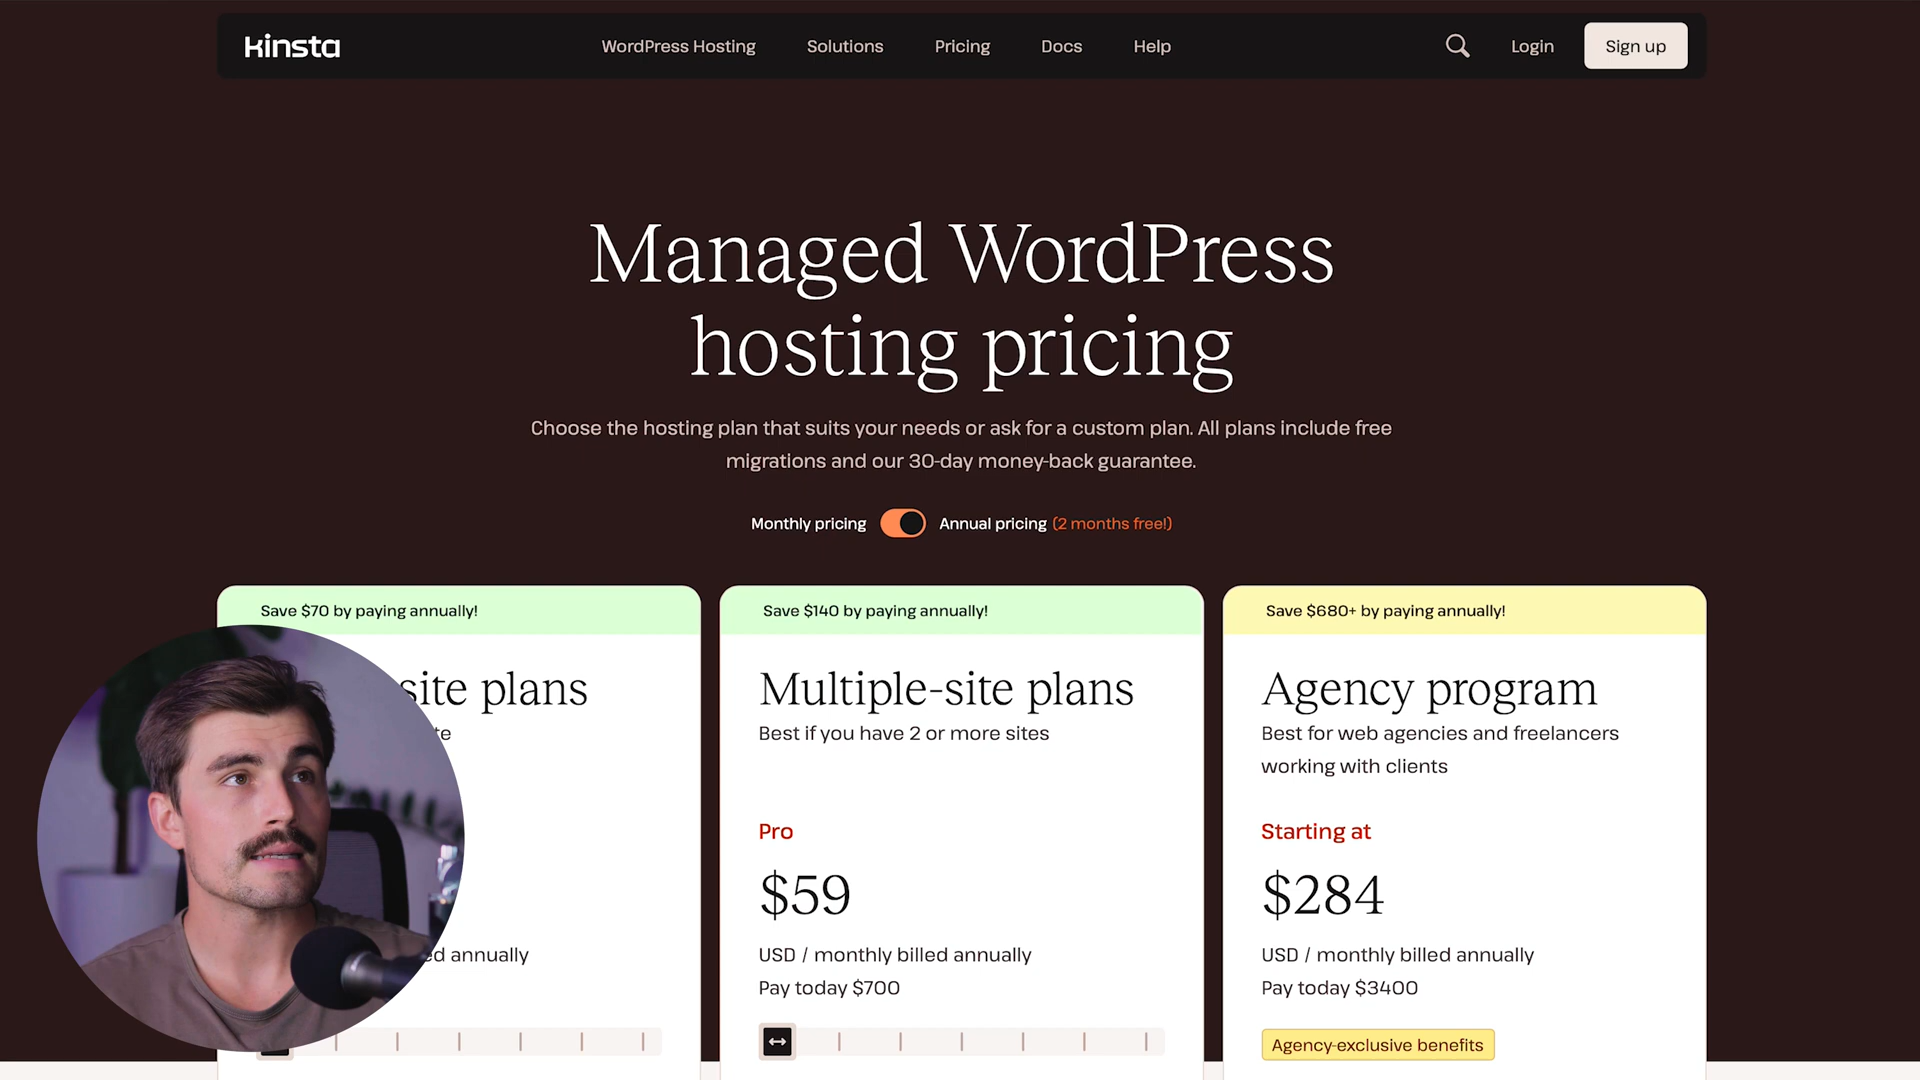 kinsta
WordPress Hosting
Solutions
Pricing
Docs
Help
Login
Sign up
Managed WordPress
hosting pricing
Choose the hosting plan that suits your needs or ask for a custom plan. All plans include free
migrations and our 30-day money-back guarantee.
Monthly pricing
Annual pricing (2 months free!)
Save $70 by paying annually!
site plans
annually
Save $140 by paying annually!
Multiple-site plans
Best if you have 2 or more sites
Pro
$59
USD / monthly billed annually
Pay today $700
Save $680+ by paying annually!
Agency program
Best for web agencies and freelancers
working with clients
Starting at
$284
USD / monthly billed annually
Pay today $3400
Agency-exclusive benefits